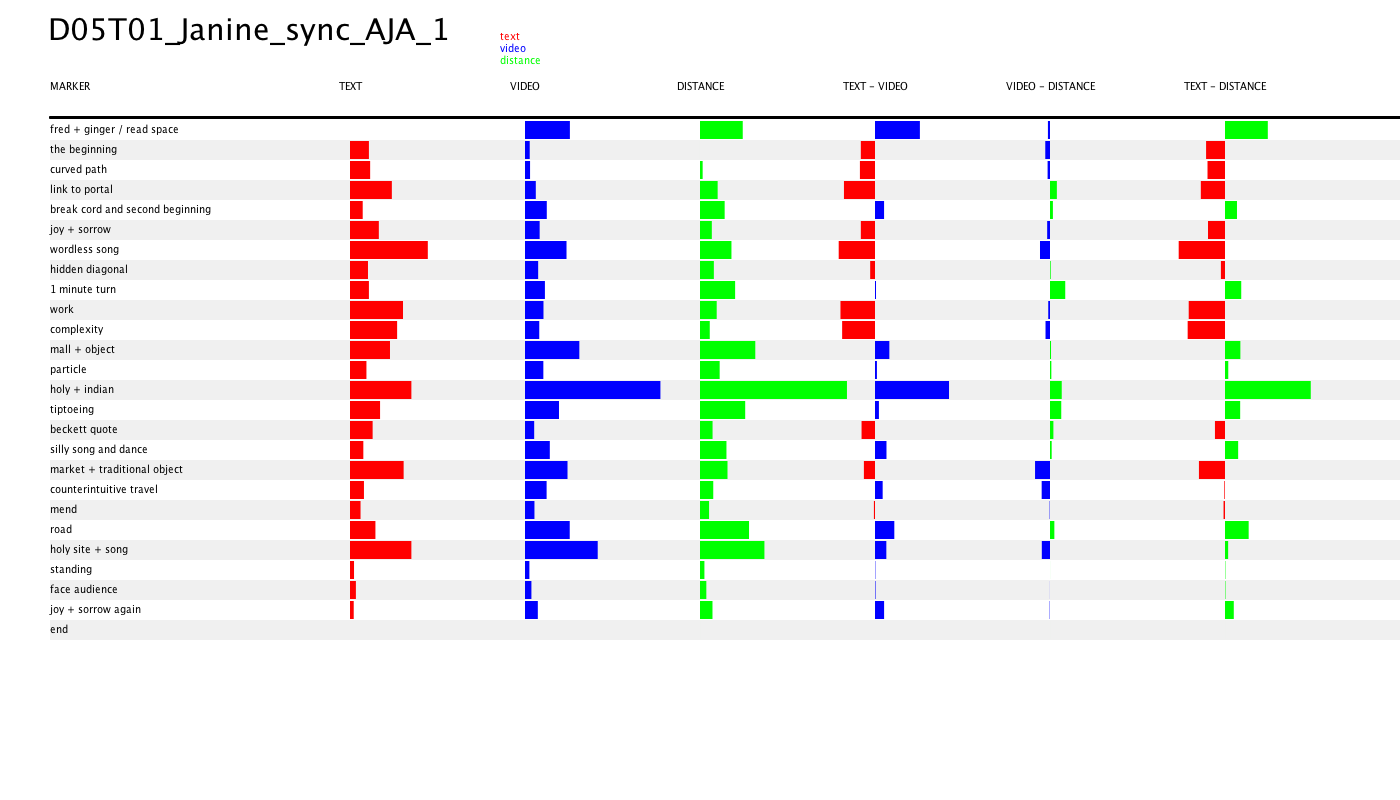 D05T01_Janine_sync_AJA_1
text
video
distance
MARKER TEXT VIDEO DISTANCE TEXT - VIDEO VIDEO - DISTANCE TEXT - DISTANCE
fred + ginger / read space
the beginning
curved path
link to portal
break cord and second beginning
joy + sorrow
wordless song
hidden diagonal
1 minute turn
work
complexity
mall + object
particle
holy + indian
tiptoeing
beckett quote
silly song and dance
market + traditional object
counterintuitive travel
mend
road
holy site + song
standing
face audience
joy + sorrow again
end